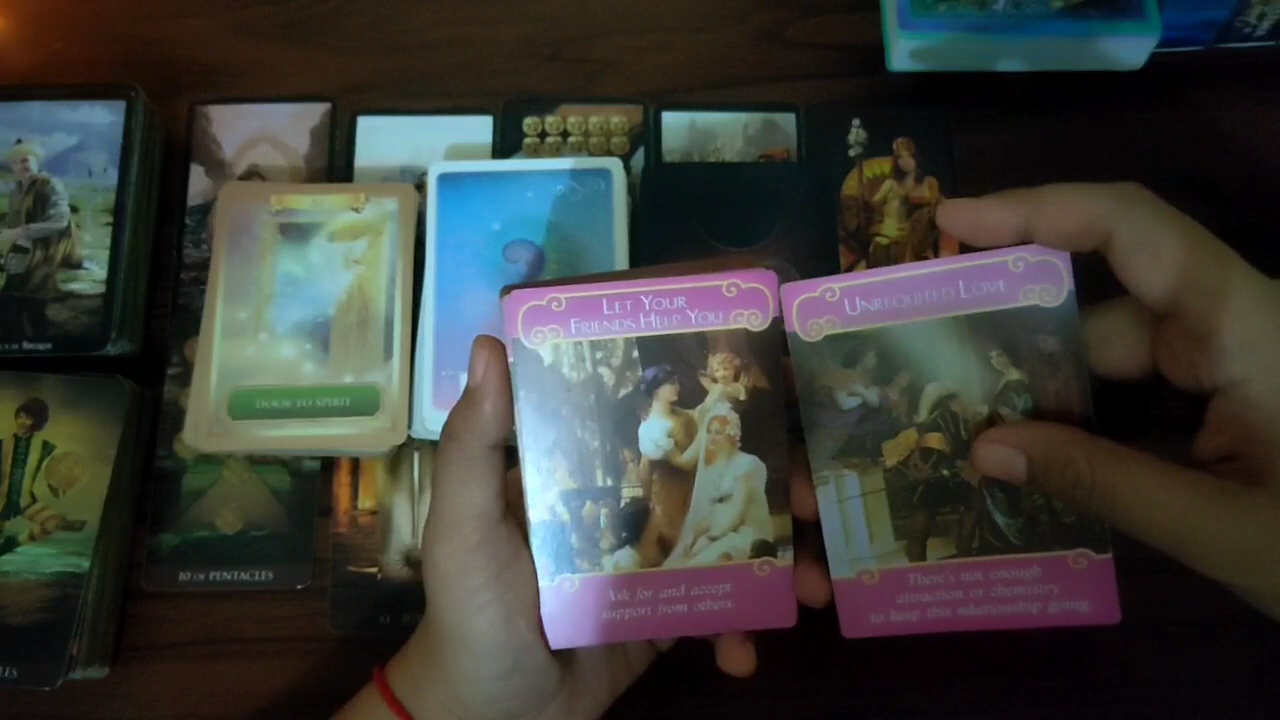 LET YOUR
FRIENDS HELP YOU
Ask for and accept
support from others.
UNREQUITED LOVE
There's not enough
attraction or chemistry
to keep this relationship going.
DOOR TO SPIRIT
10 OF PENTACLES